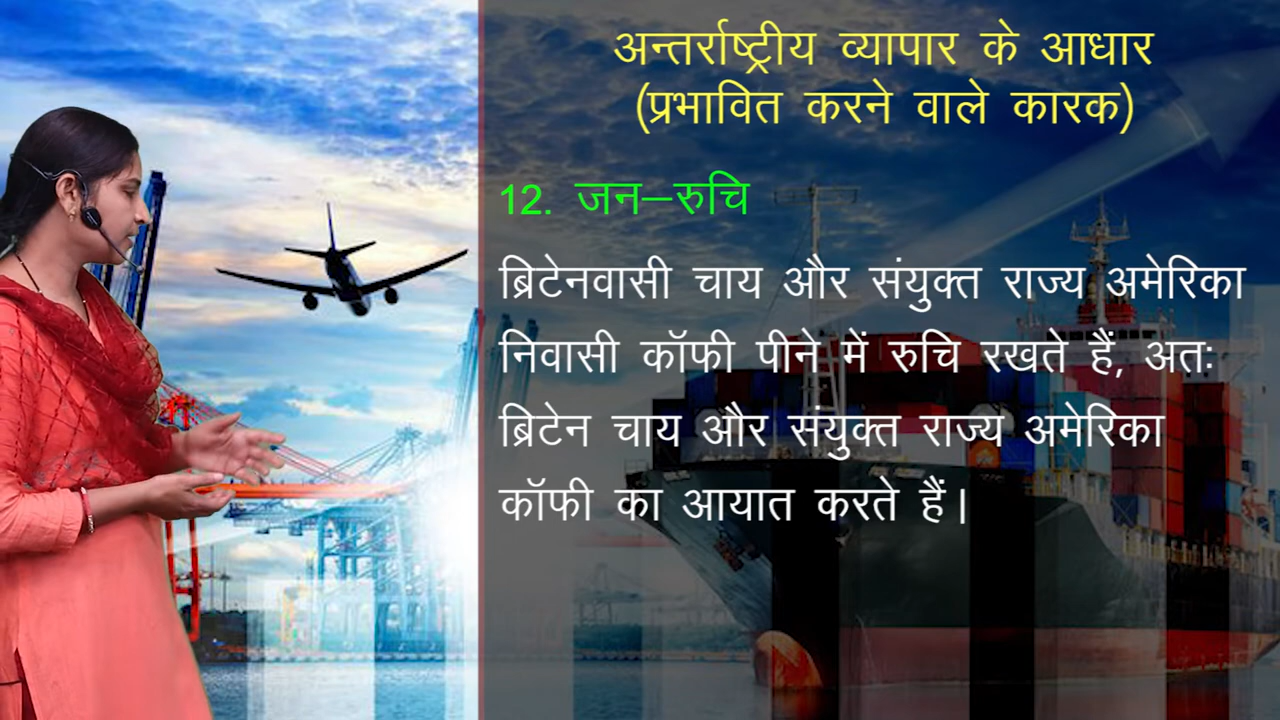 अन्तर्राष्ट्रीय व्यापार के आधार
(प्रभावित करने वाले कारक)
12. जन–रुचि
ब्रिटेनवासी चाय और संयुक्त राज्य अमेरिका
निवासी कॉफी पीने में रुचि रखते हैं, अतः
ब्रिटेन चाय और संयुक्त राज्य अमेरिका
कॉफी का आयात करते हैं।